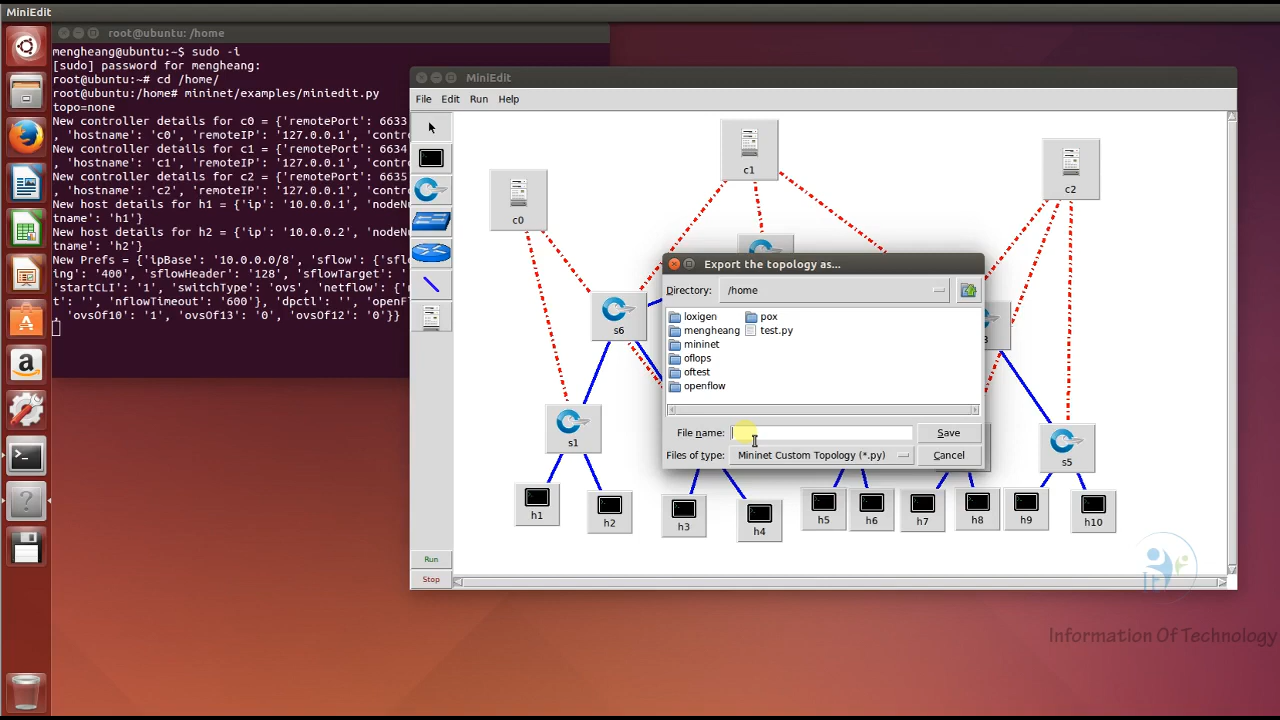 MiniEdit
root@ubuntu: /home
mengheang@ubuntu:~$ sudo -i
[sudo] password for mengheang:
root@ubuntu:~# cd /home/
root@ubuntu:/home# mininet/examples/miniedit.py
topo=none
New controller details for c0 = {'remotePort': 6633
, 'hostname': 'c0', 'remoteIP': '127.0.0.1', 'contro
New controller details for c1 = {'remotePort': 6634
, 'hostname': 'c1', 'remoteIP': '127.0.0.1', 'contro
New controller details for c2 = {'remotePort': 6635
, 'hostname': 'c2', 'remoteIP': '127.0.0.1', 'contro
New host details for h1 = {'ip': '10.0.0.1', 'nodeNu
tname': 'h1'}
New host details for h2 = {'ip': '10.0.0.2', 'nodeNu
tname': 'h2'}
New Prefs = {'ipBase': '10.0.0.0/8', 'sflow': {'sfl
ing': '400', 'sflowHeader': '128', 'sflowTarget':
'startCLI': '1', 'switchType': 'ovs', 'netflow': {'n
t': '', 'nflowTimeout': '600'}, 'dpctl': '', 'openF
, 'ovsOf10': '1', 'ovsOf13': '0', 'ovsOf12': '0'}}
MiniEdit
File Edit Run Help
c0
c1
c2
s6
s1
s5
h1
h2
h3
h4
h5
h6
h7
h8
h9
h10
Run
Stop
Export the topology as...
Directory: /home
loxigen pox
mengheang test.py
mininet
oflops
oftest
openflow
File name: Save
Files of type: Mininet Custom Topology (*.py) Cancel
Information Of Technology